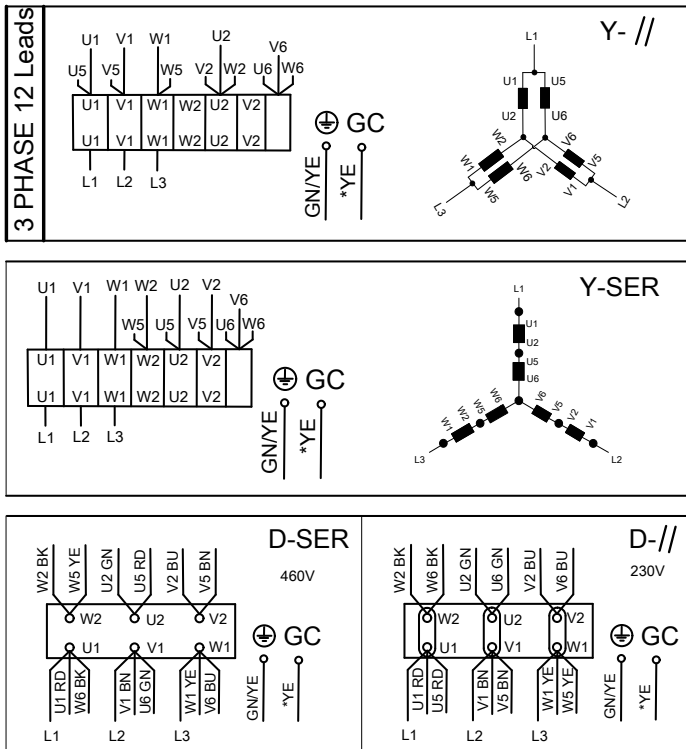 3 PHASE 12 Leads
Y- //
U1 V1 W1 U2 V6
U5 V5 W5 V2 W2 U6 W6
U1 V1 W1 W2 U2 V2
U1 V1 W1 W2 U2 V2
L1 L2 L3
GC
GN/YE *YE
L1
U1 U5
U2 U6
W2 V6
W1 V5
W6 V2
W5 V1
L3 L2
Y-SER
U1 V1 W1 W2 U2 V2 V6
W5 U5 V5 U6 W6
U1 V1 W1 W2 U2 V2
U1 V1 W1 W2 U2 V2
L1 L2 L3
GC
GN/YE *YE
L1
U1
U2
U5
U6
W6 V6
W5 V5
W2 V2
W1 V1
L3 L2
D-SER
460V
W2 BK W5 YE U2 GN U5 RD V2 BU V5 BN
W2 U2 V2
U1 V1 W1
U1 RD W6 BK V1 BN U6 GN W1 YE V6 BU
L1 L2 L3
GC
GN/YE *YE
D-//
230V
W2 BK W6 BK U2 GN U6 GN V2 BU V6 BU
W2 U2 V2
U1 V1 W1
U1 RD U5 RD V1 BN V5 BN W1 YE W5 YE
L1 L2 L3
GC
GN/YE *YE